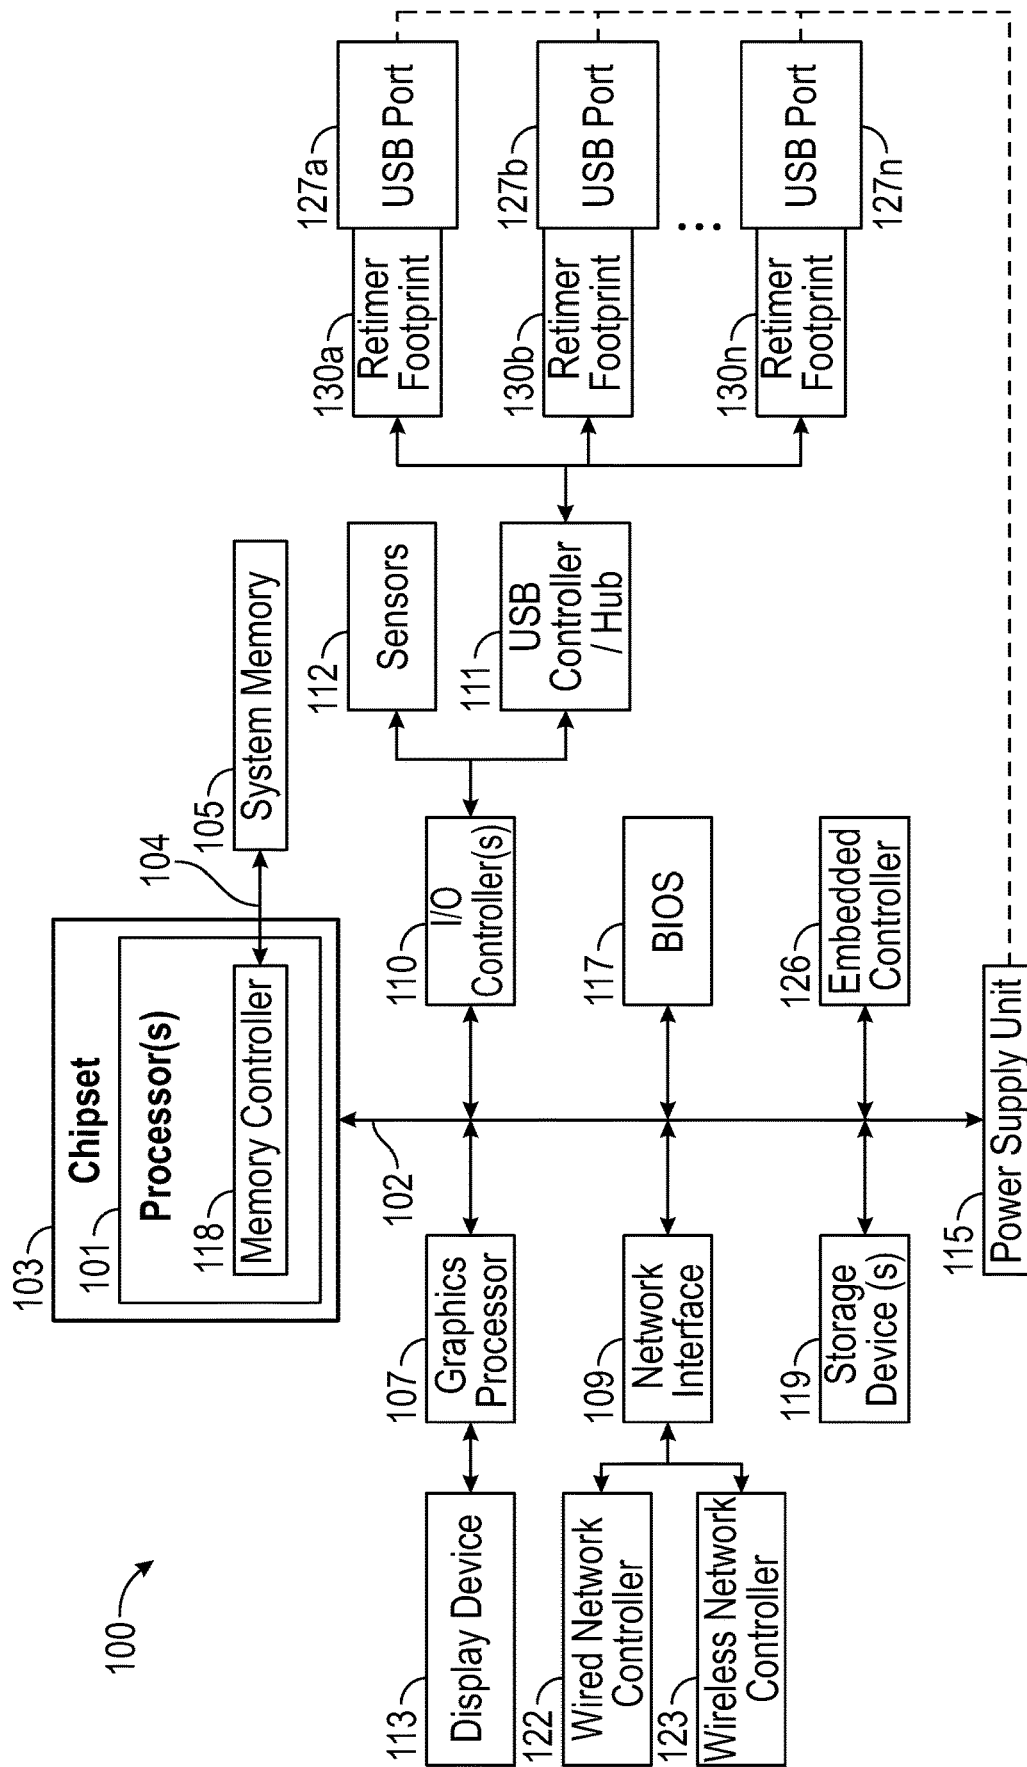 100
103
Chipset
101
Processor(s)
118
Memory Controller
104
105
System Memory
102
113
Display Device
107
Graphics
Processor
110
I/O
Controller(s)
112
Sensors
111
USB
Controller
/ Hub
130a
Retimer
Footprint
127a
USB Port
130b
Retimer
Footprint
127b
USB Port
...
130n
Retimer
Footprint
USB Port
127n
122
Wired Network
Controller
123
Wireless Network
Controller
109
Network
Interface
117
BIOS
119
Storage
Device (s)
126
Embedded
Controller
115
Power Supply Unit